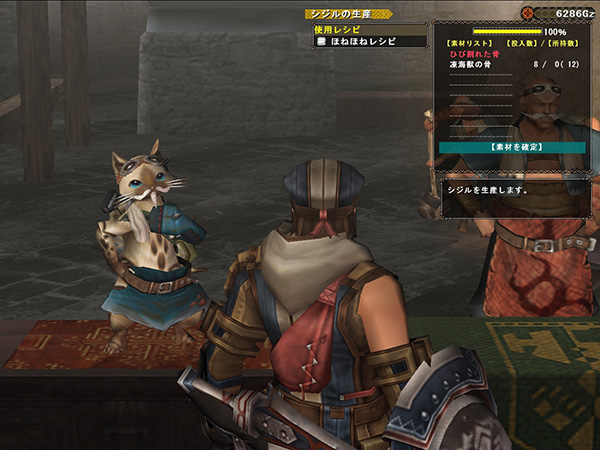 シジルの生産
6286Gz
使用レシピ
ほねほねレシピ
100%
【素材リスト】 【投入数】/【所持数】
ひび割れた骨
凍海獣の骨 8 / 0( 12)
【素材を確定】
シジルを生産します。